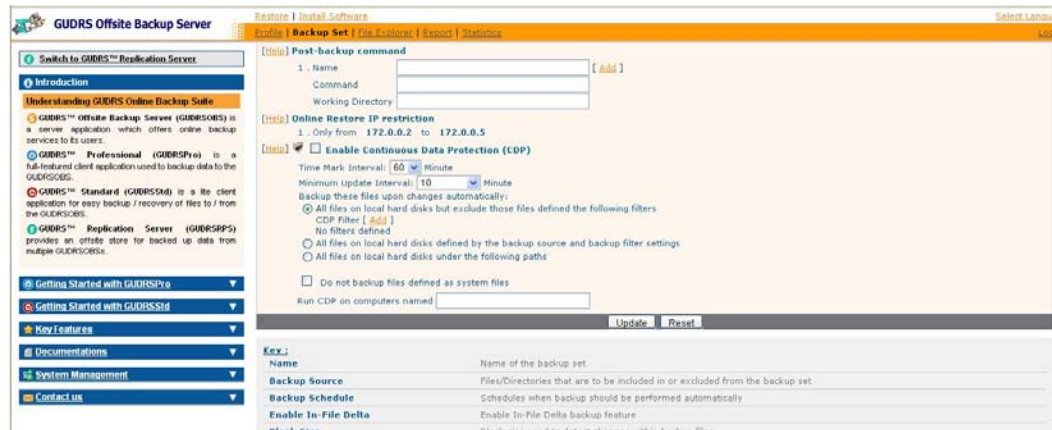 GUDRS Offsite Backup Server
Restore | Install Software
Select Langu
Profile | Backup Set | File Explorer | Report | Statistics
Switch to GUDRS™ Replication Server
Introduction
Understanding GUDRS Online Backup Suite
GUDRS™ Offsite Backup Server (GUDRSOBS) is
a server application which offers online backup
services to its users.
GUDRS™ Professional (GUDRSPro) is a
full-featured client application used to backup data to the
GUDRSOBS.
GUDRS™ Standard (GUDRSStd) is a lite client
application for easy backup / recovery of files to / from
the GUDRSOBS.
GUDRS™ Replication Server (GUDRSRPS)
provides an offsite store for backed up data from
multiple GUDRSOBSs.
Getting Started with GUDRSPro
Getting Started with GUDRSStd
Key Features
Documentations
System Management
Contact us
[Help] Post-backup command
1 . Name [ Add ]
Command
Working Directory
[Help] Online Restore IP restriction
1 . Only from 172.0.0.2 to 172.0.0.5
[Help] Enable Continuous Data Protection (CDP)
Time Mark Interval: 60 Minute
Minimum Update Interval: 10 Minute
Backup these files upon changes automatically:
All files on local hard disks but exclude those files defined the following filters
CDP Filter [ Add ]
No filters defined
All files on local hard disks defined by the backup source and backup filter settings
All files on local hard disks under the following paths
Do not backup files defined as system files
Run CDP on computers named
Update Reset
Key :
Name Name of the backup set
Backup Source Files/Directories that are to be included in or excluded from the backup set
Backup Schedule Schedules when backup should be performed automatically
Enable In-File Delta Enable In-File Delta backup feature